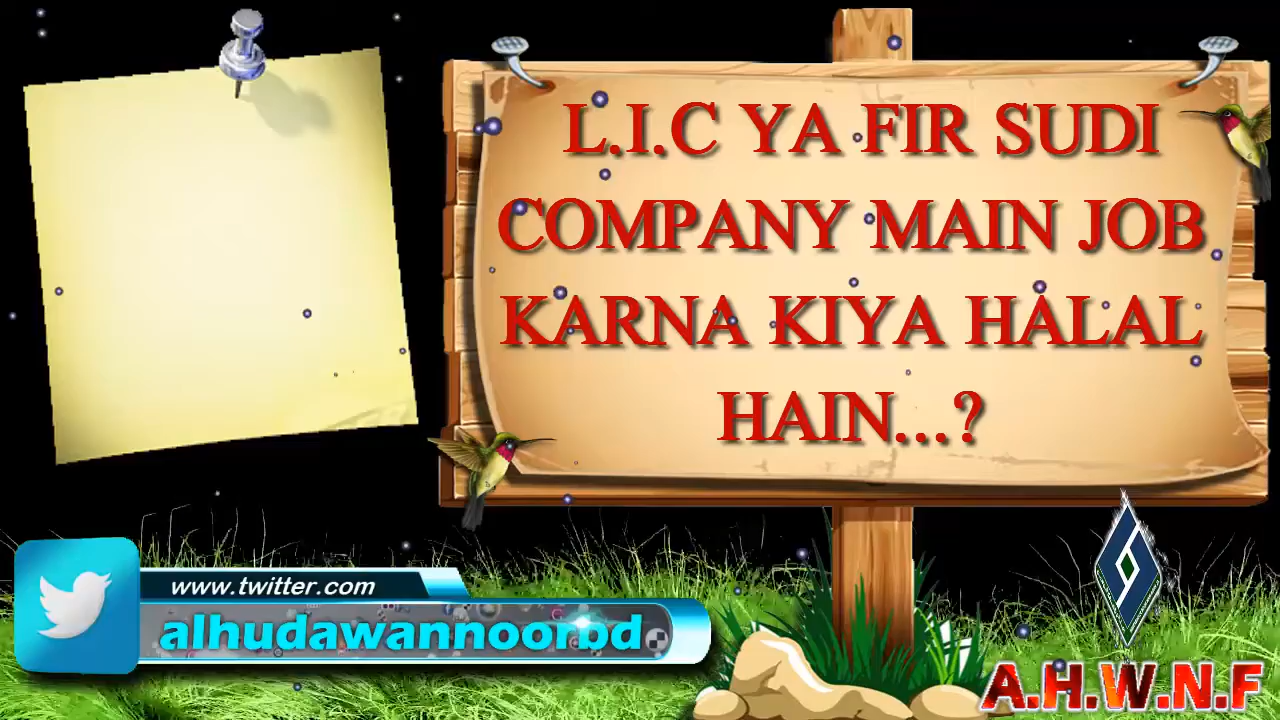 L.I.C YA FIR SUDI
COMPANY MAIN JOB
KARNA KIYA HALAL
HAIN...?
www.twitter.com
alhudawannoorbd
A.H.W.N.F